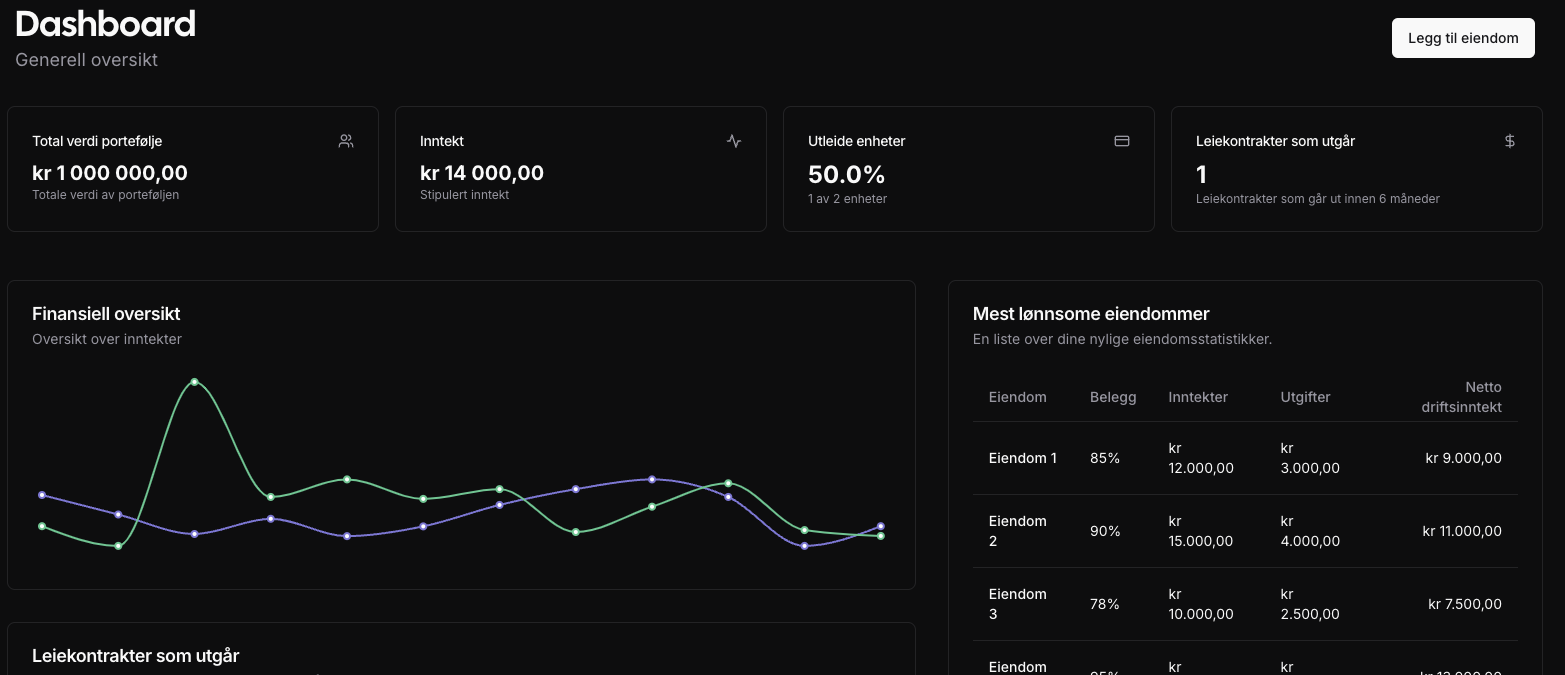 Dashboard
Generell oversikt
Legg til eiendom
Total verdi portefølje
kr 1 000 000,00
Totale verdi av porteføljen
Inntekt
kr 14 000,00
Stipulert inntekt
Utleide enheter
50.0%
1 av 2 enheter
Leiekontrakter som utgår
1
Leiekontrakter som går ut innen 6 måneder
Finansiell oversikt
Oversikt over inntekter
Mest lønnsome eiendommer
En liste over dine nylige eiendomsstatistikker.
Eiendom Belegg Inntekter Utgifter Netto
driftsinntekt
Eiendom 1 85% kr
12.000,00 kr
3.000,00 kr 9.000,00
Eiendom
2 90% kr
15.000,00 kr
4.000,00 kr 11.000,00
Eiendom
3 78% kr
10.000,00 kr
2.500,00 kr 7.500,00
Eiendom kr kr
Leiekontrakter som utgår